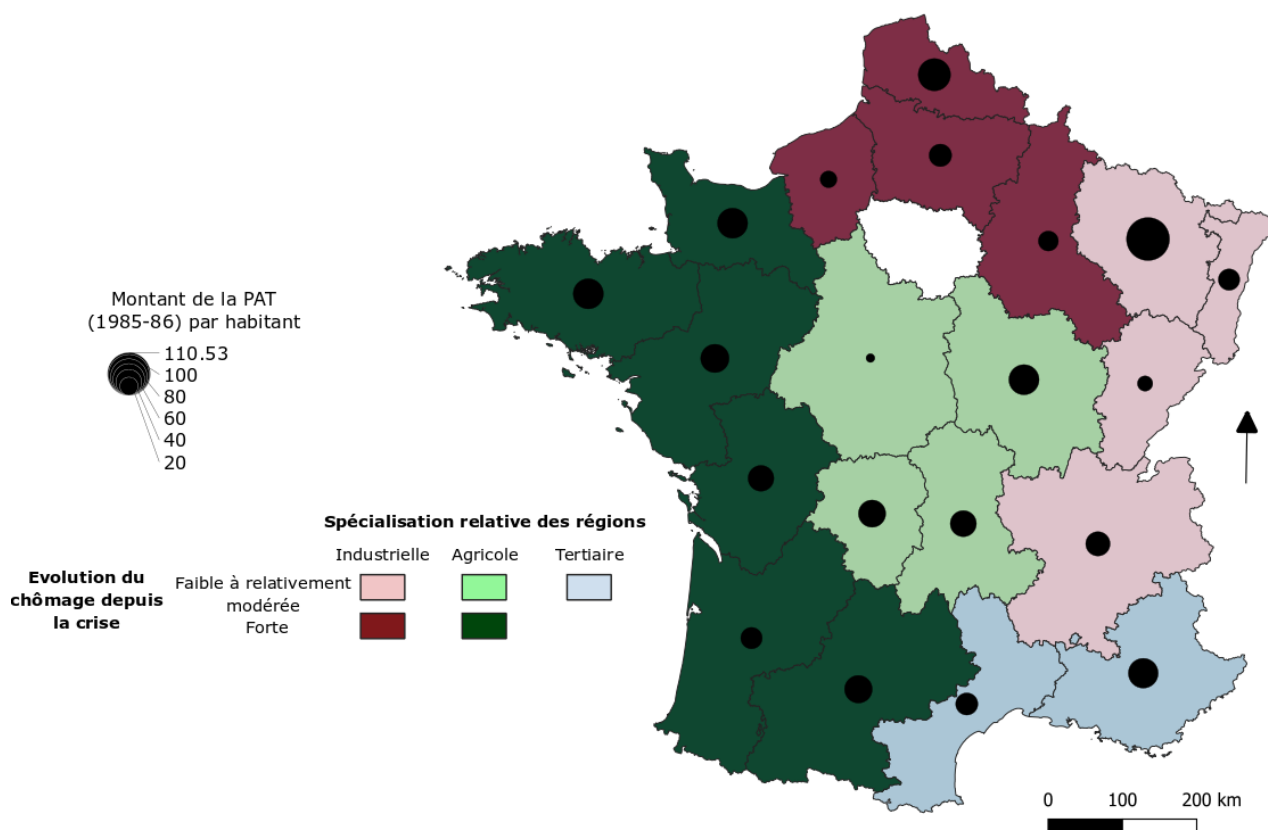 Montant de la PAT
(1985-86) par habitant
110.53
100
80
60
40
20
Spécialisation relative des régions
Industrielle Agricole Tertiaire
Evolution du
chômage depuis
la crise
Faible à relativement
modérée
Forte
0 100 200 km